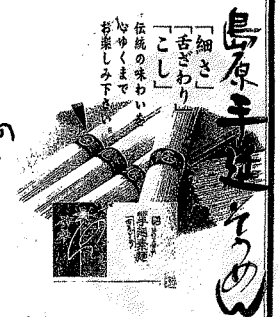 島原手延そうめん
「細さ」
「舌ざわり」
「こし」
伝統の味わいを
心ゆくまで
お楽しみ下さい。
の